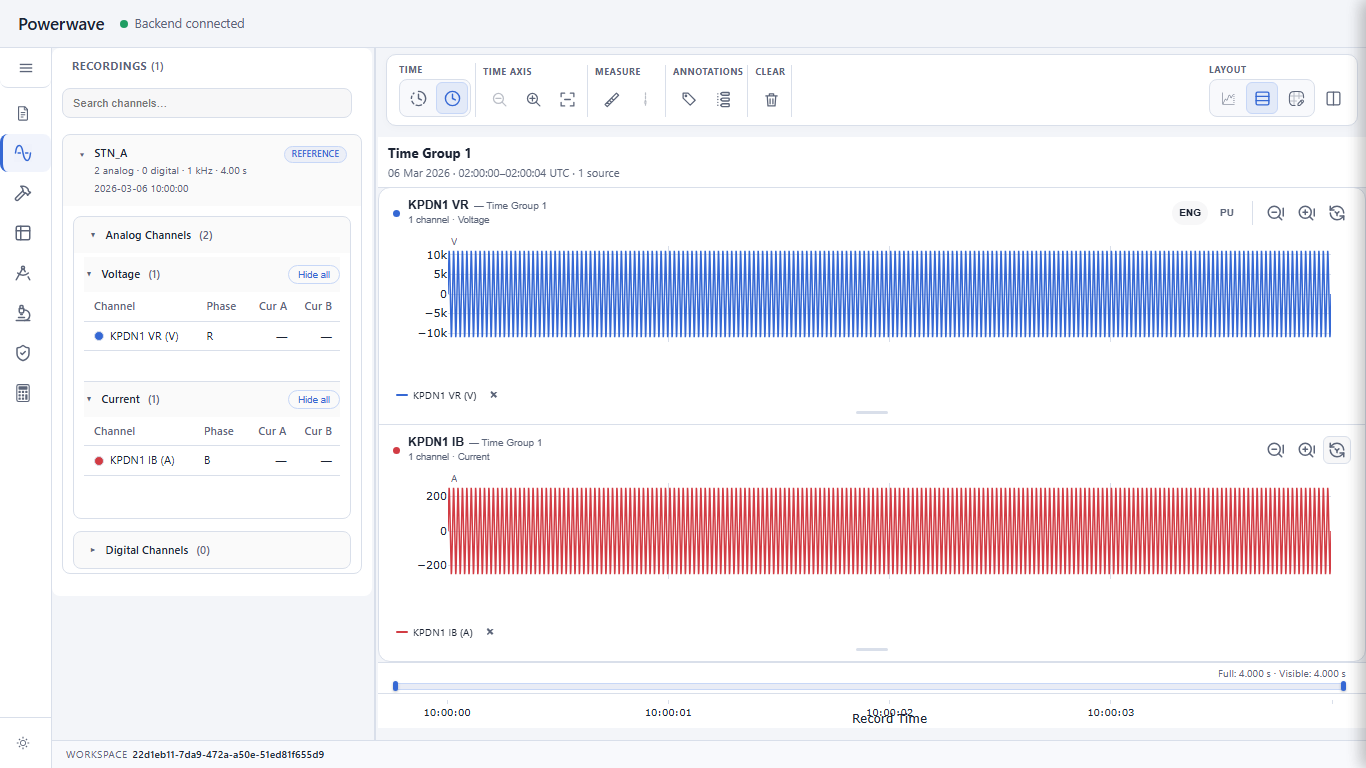 Powerwave
Backend connected
RECORDINGS (1)
Search channels...
STN_A
REFERENCE
2 analog · 0 digital · 1 kHz · 4.00 s
2026-03-06 10:00:00
Analog Channels (2)
Voltage (1)
Hide all
Channel Phase Cur A Cur B
KPDN1 VR (V) R — —
Current (1)
Hide all
Channel Phase Cur A Cur B
KPDN1 IB (A) B — —
Digital Channels (0)
TIME
TIME AXIS
MEASURE
ANNOTATIONS
CLEAR
LAYOUT
Time Group 1
06 Mar 2026 · 02:00:00–02:00:04 UTC · 1 source
KPDN1 VR — Time Group 1
1 channel · Voltage
ENG PU
V
10k
5k
0
−5k
−10k
KPDN1 VR (V)
KPDN1 IB — Time Group 1
1 channel · Current
A
200
0
−200
KPDN1 IB (A)
Full: 4.000 s · Visible: 4.000 s
10:00:00 10:00:01 10:00:02 10:00:03
Record Time
WORKSPACE 22d1eb11-7da9-472a-a50e-51ed81f655d9